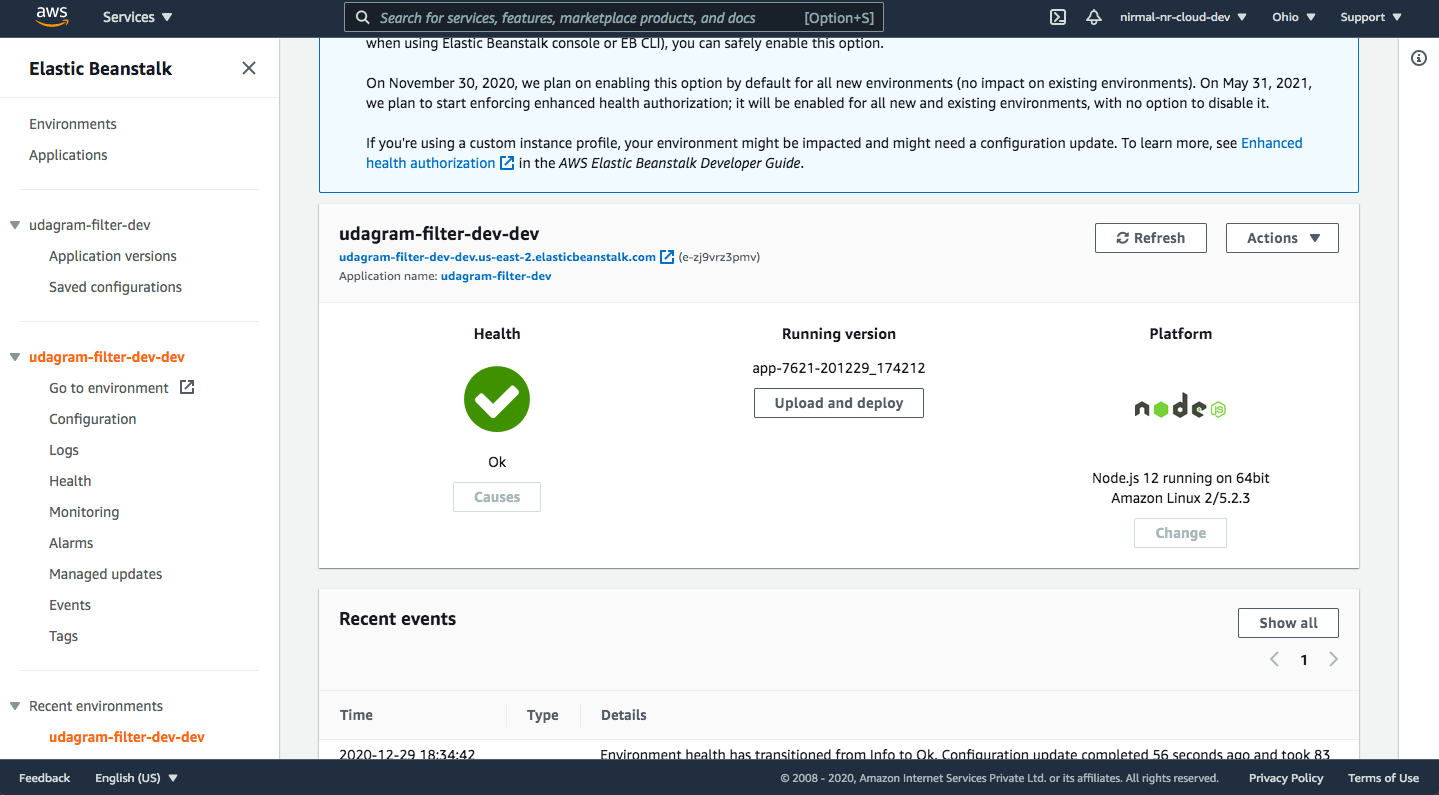 aws
Services
Search for services, features, marketplace products, and docs [Option+S]
nirmal-nr-cloud-dev
Ohio
Support
Elastic Beanstalk
Environments
Applications
udagram-filter-dev
Application versions
Saved configurations
udagram-filter-dev-dev
Go to environment
Configuration
Logs
Health
Monitoring
Alarms
Managed updates
Events
Tags
Recent environments
udagram-filter-dev-dev
when using Elastic Beanstalk console or EB CLI), you can safely enable this option.
On November 30, 2020, we plan on enabling this option by default for all new environments (no impact on existing environments). On May 31, 2021,
we plan to start enforcing enhanced health authorization; it will be enabled for all new and existing environments, with no option to disable it.
If you're using a custom instance profile, your environment might be impacted and might need a configuration update. To learn more, see Enhanced
health authorization in the AWS Elastic Beanstalk Developer Guide.
udagram-filter-dev-dev
udagram-filter-dev-dev.us-east-2.elasticbeanstalk.com (e-zj9vrz3pmv)
Application name: udagram-filter-dev
Refresh
Actions
Health
Ok
Causes
Running version
app-7621-201229_174212
Upload and deploy
Platform
node JS
Node.js 12 running on 64bit
Amazon Linux 2/5.2.3
Change
Recent events
Show all
1
Time Type Details
2020-12-29 18:34:42 Environment health has transitioned from Info to Ok. Configuration update completed 56 seconds ago and took 83
Feedback
English (US)
© 2008 - 2020, Amazon Internet Services Private Ltd. or its affiliates. All rights reserved.
Privacy Policy
Terms of Use